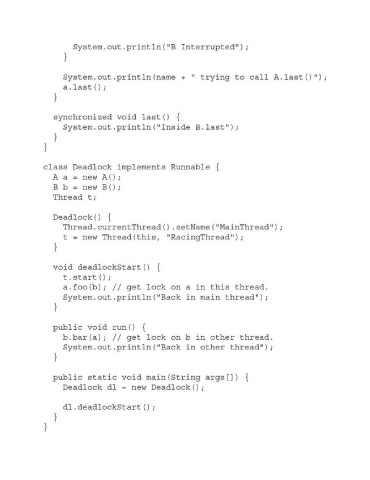 System.out.println("B Interrupted");
    }

    System.out.println(name + " trying to call A.last()");
    a.last();
  }

  synchronized void last() {
    System.out.println("Inside B.last");
  }
}

class Deadlock implements Runnable {
  A a = new A();
  B b = new B();
  Thread t;

  Deadlock() {
    Thread.currentThread().setName("MainThread");
    t = new Thread(this, "RacingThread");
  }

  void deadlockStart() {
    t.start();
    a.foo(b); // get lock on a in this thread.
    System.out.println("Back in main thread");
  }

  public void run() {
    b.bar(a); // get lock on b in other thread.
    System.out.println("Back in other thread");
  }

  public static void main(String args[]) {
    Deadlock dl = new Deadlock();

    dl.deadlockStart();
  }
}